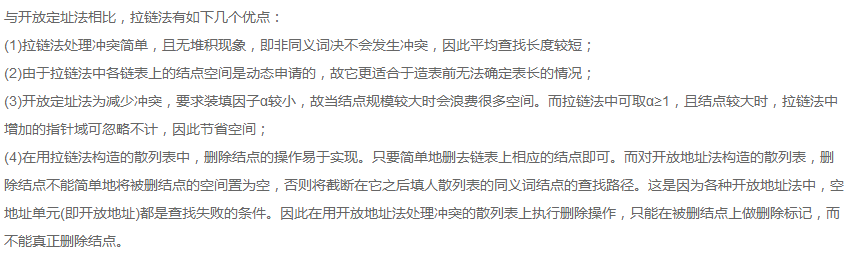 与开放定址法相比，拉链法有如下几个优点：
(1)拉链法处理冲突简单，且无堆积现象，即非同义词决不会发生冲突，因此平均查找长度较短；
(2)由于拉链法中各链表上的结点空间是动态申请的，故它更适合于造表前无法确定表长的情况；
(3)开放定址法为减少冲突，要求装填因子α较小，故当结点规模较大时会浪费很多空间。而拉链法中可取α≥1，且结点较大时，拉链法中
增加的指针域可忽略不计，因此节省空间；
(4)在用拉链法构造的散列表中，删除结点的操作易于实现。只要简单地删去链表上相应的结点即可。而对开放地址法构造的散列表，删
除结点不能简单地将被删结点的空间置为空，否则将截断在它之后填人散列表的同义词结点的查找路径。这是因为各种开放地址法中，空
地址单元(即开放地址)都是查找失败的条件。因此在用开放地址法处理冲突的散列表上执行删除操作，只能在被删结点上做删除标记，而
不能真正删除结点。